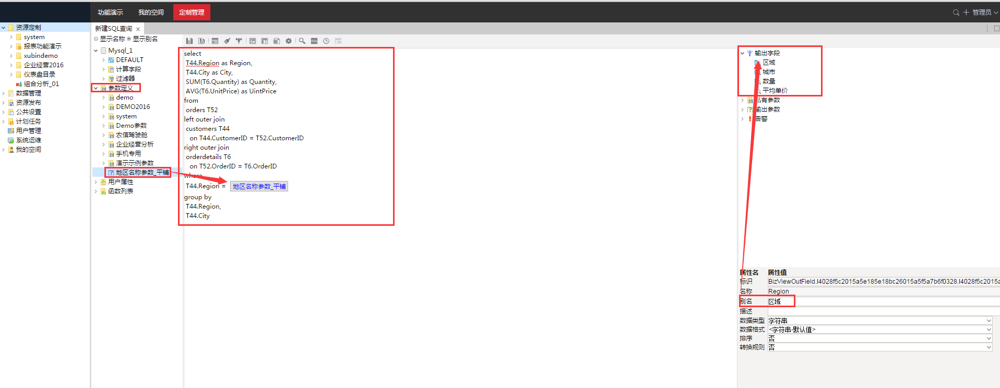 功能演示
我的空间
定制管理
管理员
资源定制
system
报表功能演示
xubindemo
企业经营2016
仪表盘目录
组合分析_01
数据管理
资源发布
公共设置
计划任务
用户管理
系统运维
我的空间
新建SQL查询
显示名称 显示别名
Mysql_1
DEFAULT
计算字段
过滤器
参数定义
demo
DEMO2016
system
Demo参数
农信驾驶舱
企业经营分析
手机专用
演示示例参数
地区名称参数_平铺
用户属性
函数列表
select
T44.Region as Region,
T44.City as City,
SUM(T6.Quantity) as Quantity,
AVG(T6.UnitPrice) as UintPrice
from
orders T52
left outer join
customers T44
on T44.CustomerID = T52.CustomerID
right outer join
orderdetails T6
on T52.OrderID = T6.OrderID
where
T44.Region = 地区名称参数_平铺
group by
T44.Region,
T44.City
输出字段
区域
城市
数量
平均单价
私有参数
输出参数
告警
属性名 属性值
标识 BizViewOutField.I4028f5c2015a5e185e18bc26015a5f5a7b6f0328.I4028f5c2015a
名称 Region
别名 区域
描述
数据类型 字符串
数据格式 <字符串-默认值>
排序 否
转换规则 否